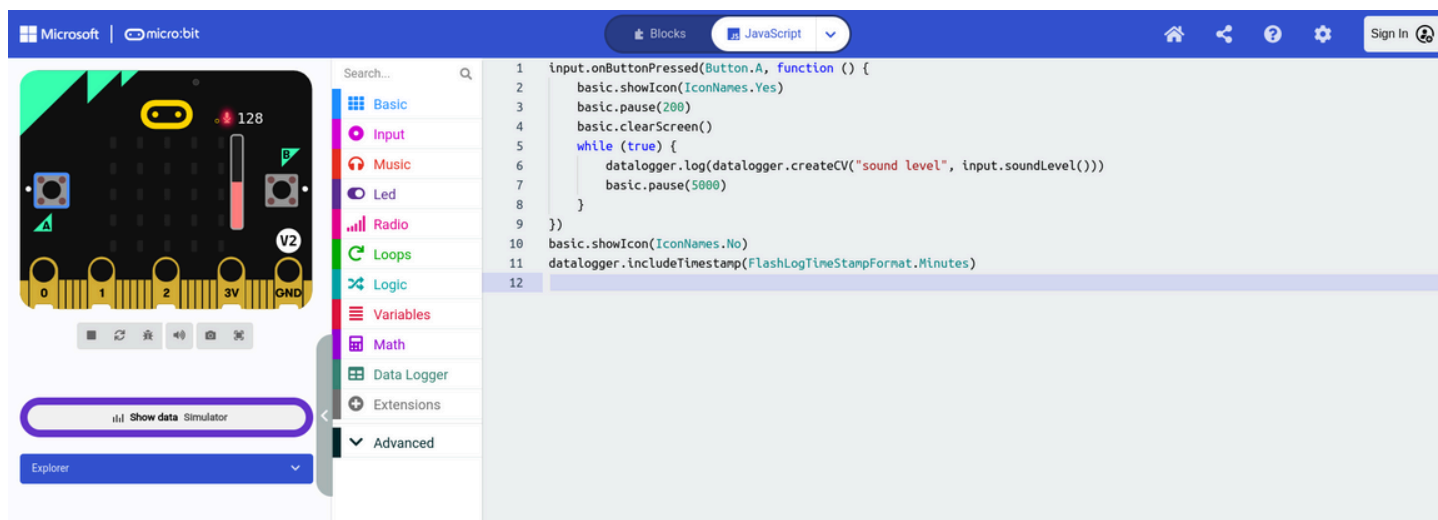 Microsoft | micro:bit
Blocks
JavaScript
Sign In
128
B
A
V2
0 1 2 3V GND
Show data Simulator
Explorer
Search...
Basic
Input
Music
Led
Radio
Loops
Logic
Variables
Math
Data Logger
Extensions
Advanced
1 input.onButtonPressed(Button.A, function () {
2     basic.showIcon(IconNames.Yes)
3     basic.pause(200)
4     basic.clearScreen()
5     while (true) {
6         datalogger.log(datalogger.createCV("sound level", input.soundLevel()))
7         basic.pause(5000)
8     }
9 })
10 basic.showIcon(IconNames.No)
11 datalogger.includeTimestamp(FlashLogTimeStampFormat.Minutes)
12